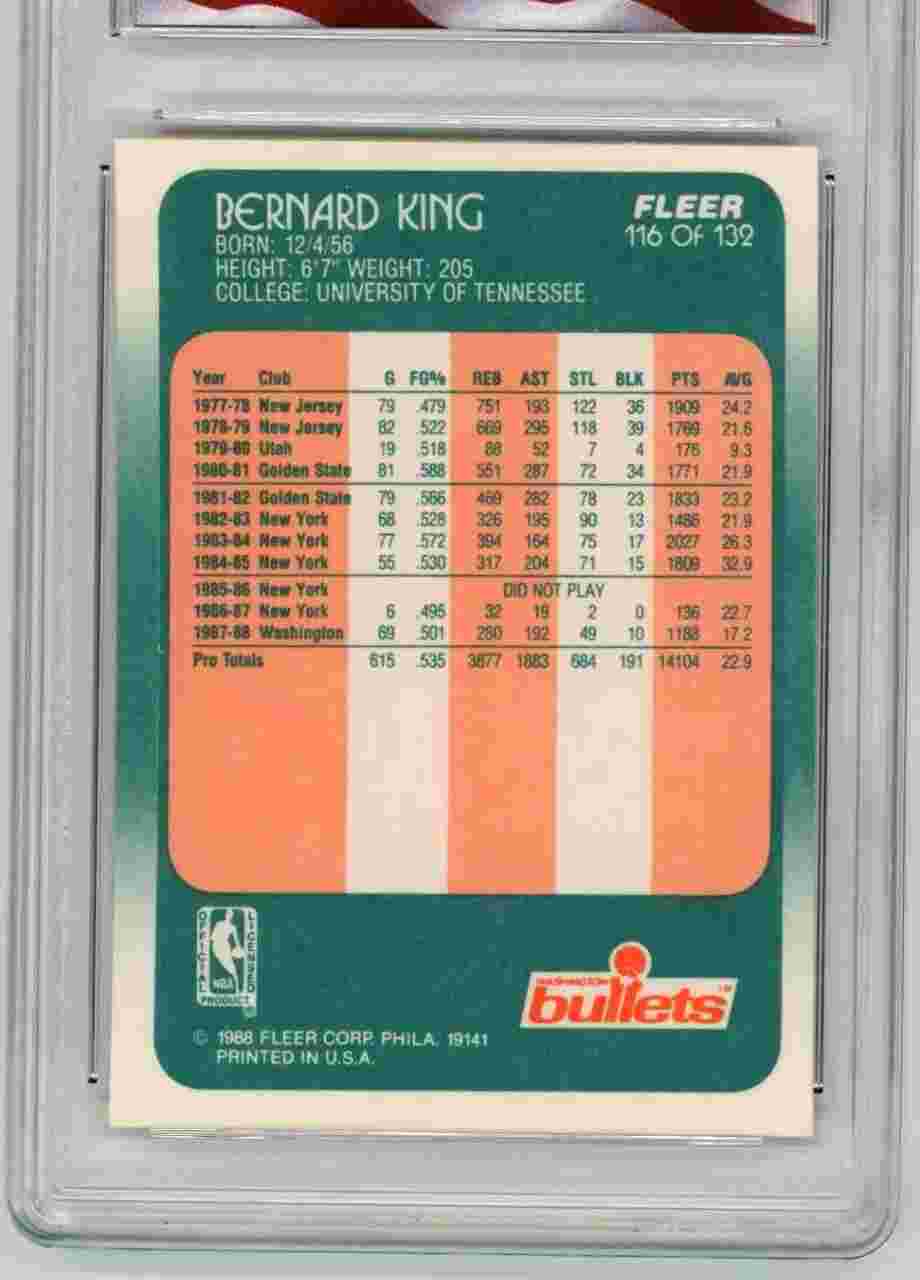 BERNARD KING
BORN: 12/4/56
HEIGHT: 6'7" WEIGHT: 205
COLLEGE: UNIVERSITY OF TENNESSEE
FLEER
116 OF 132
Year Club G FG% REB AST STL BLK PTS AVG
1977-78 New Jersey 79 .479 751 193 122 36 1909 24.2
1978-79 New Jersey 82 .522 669 295 118 39 1769 21.6
1979-80 Utah 19 .518 88 52 7 4 176 9.3
1980-81 Golden State 81 .588 551 287 72 34 1771 21.9
1981-82 Golden State 79 .566 469 282 78 23 1833 23.2
1982-83 New York 68 .528 326 195 90 13 1486 21.9
1983-84 New York 77 .572 394 164 75 17 2027 26.3
1984-85 New York 55 .530 317 204 71 15 1809 32.9
1985-86 New York DID NOT PLAY
1986-87 New York 6 .495 32 19 2 0 136 22.7
1987-88 Washington 69 .501 280 192 49 10 1188 17.2
Pro Totals 615 .535 3877 1883 684 191 14104 22.9
OFFICIAL LICENSED
NBA
PRODUCT
WASHINGTON
bullets TM
© 1988 FLEER CORP. PHILA. 19141
PRINTED IN U.S.A.